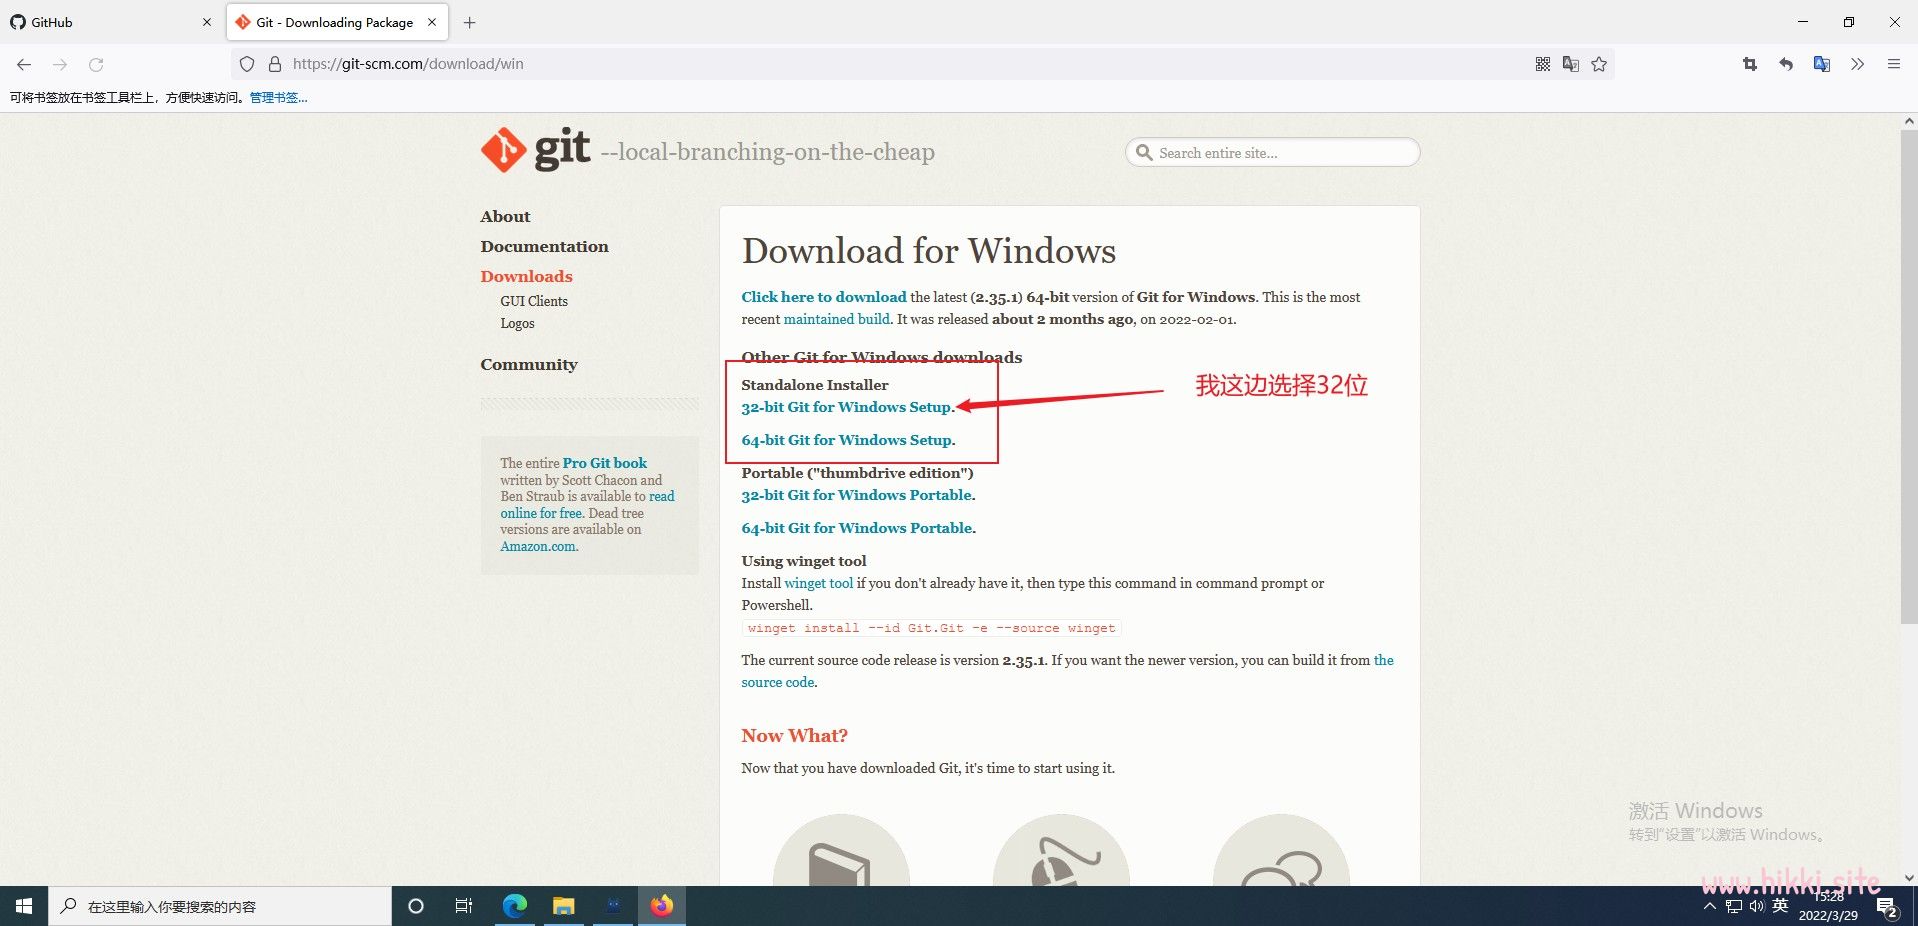 GitHub
Git - Downloading Package
https://git-scm.com/download/win
可将书签放在书签工具栏上，方便快速访问。管理书签...
git --local-branching-on-the-cheap
Search entire site...
About
Documentation
Downloads
GUI Clients
Logos
Community
The entire Pro Git book
written by Scott Chacon and
Ben Straub is available to read
online for free. Dead tree
versions are available on
Amazon.com.
Download for Windows
Click here to download the latest (2.35.1) 64-bit version of Git for Windows. This is the most
recent maintained build. It was released about 2 months ago, on 2022-02-01.
Other Git for Windows downloads
Standalone Installer
32-bit Git for Windows Setup.
我这边选择32位
64-bit Git for Windows Setup.
Portable ("thumbdrive edition")
32-bit Git for Windows Portable.
64-bit Git for Windows Portable.
Using winget tool
Install winget tool if you don't already have it, then type this command in command prompt or
Powershell.
winget install --id Git.Git -e --source winget
The current source code release is version 2.35.1. If you want the newer version, you can build it from the
source code.
Now What?
Now that you have downloaded Git, it's time to start using it.
激活 Windows
转到"设置"以激活 Windows。
www.hikki.site
在这里输入你要搜索的内容
英
15:28
2022/3/29
2